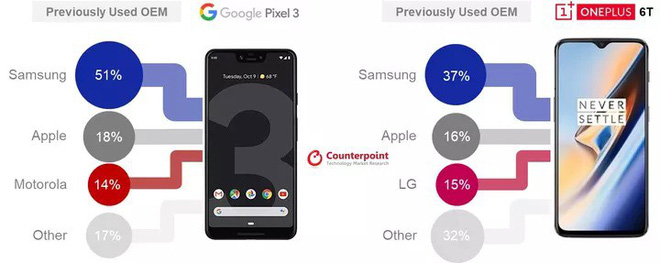 Previously Used OEM
Google Pixel 3
Samsung
51%
Apple
18%
Motorola
14%
Other
17%
Tuesday, Oct 9
68°F
3
Counterpoint
Technology Market Research
Previously Used OEM
1+ ONEPLUS 6T
Samsung
37%
Apple
16%
LG
15%
Other
32%
NEVER
SETTLE